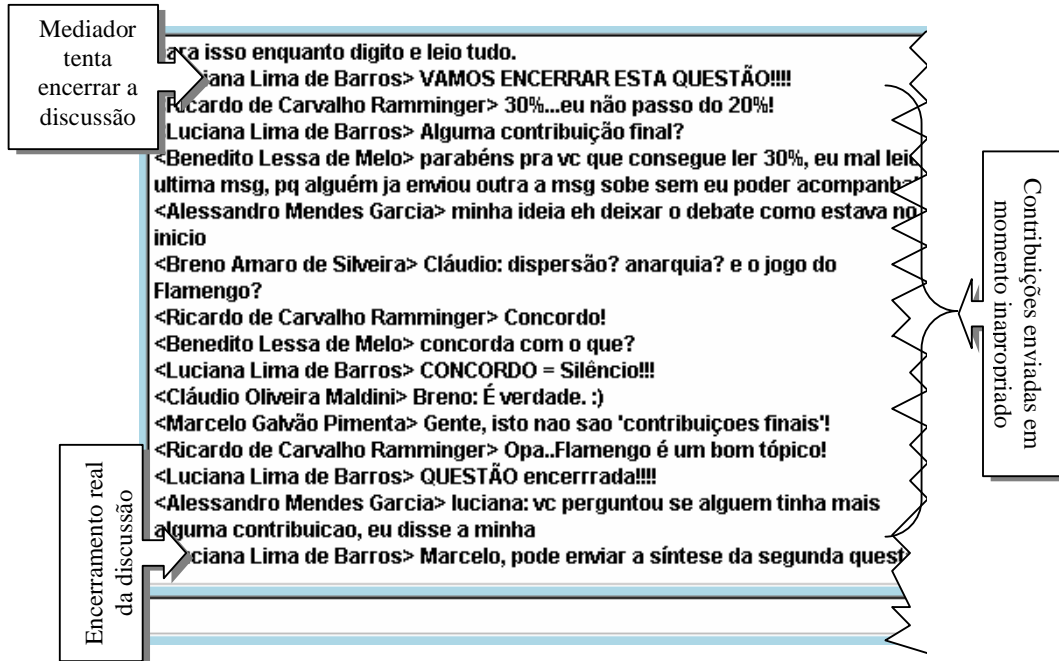 Mediador
tenta
encerrar a
discussão
para isso enquanto digito e leio tudo.
Luciana Lima de Barros> VAMOS ENCERRAR ESTA QUESTÃO!!!!
<Ricardo de Carvalho Ramminger> 30%...eu não passo do 20%!
<Luciana Lima de Barros> Alguma contribuição final?
<Benedito Lessa de Melo> parabéns pra vc que consegue ler 30%, eu mal leio
ultima msg, pq alguém ja enviou outra a msg sobe sem eu poder acompanhar
<Alessandro Mendes Garcia> minha ideia eh deixar o debate como estava no
inicio
<Breno Amaro de Silveira> Cláudio: dispersão? anarquia? e o jogo do
Flamengo?
<Ricardo de Carvalho Ramminger> Concordo!
<Benedito Lessa de Melo> concorda com o que?
<Luciana Lima de Barros> CONCORDO = Silêncio!!!
<Cláudio Oliveira Maldini> Breno: É verdade. :)
<Marcelo Galvão Pimenta> Gente, isto nao sao 'contribuiçoes finais'!
<Ricardo de Carvalho Ramminger> Opa..Flamengo é um bom tópico!
<Luciana Lima de Barros> QUESTÃO encerrrada!!!!
<Alessandro Mendes Garcia> luciana: vc perguntou se alguem tinha mais
alguma contribuicao, eu disse a minha
Luciana Lima de Barros> Marcelo, pode enviar a síntese da segunda quest
Encerramento real
da discussão
Contribuições enviadas em
momento inapropriado